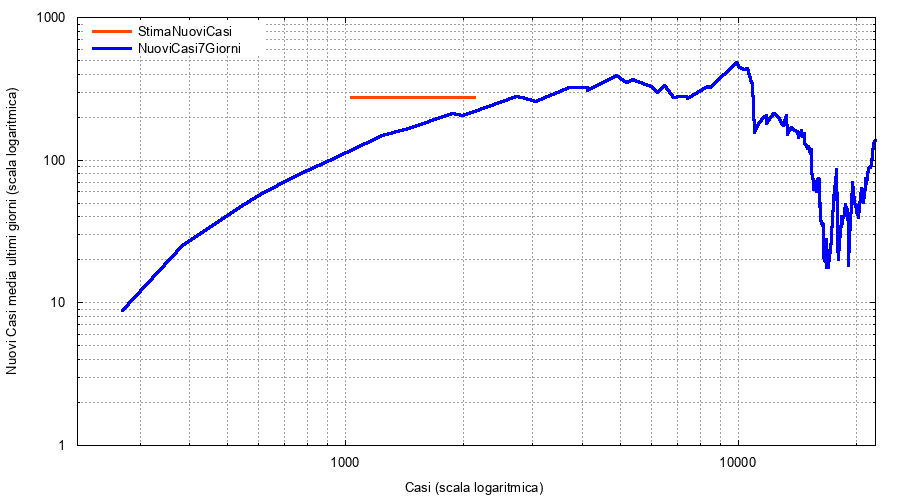 1000
StimaNuoviCasi
NuoviCasi7Giorni
100
10
1
1000
10000
Nuovi Casi media ultimi giorni (scala logaritmica)
Casi (scala logaritmica)